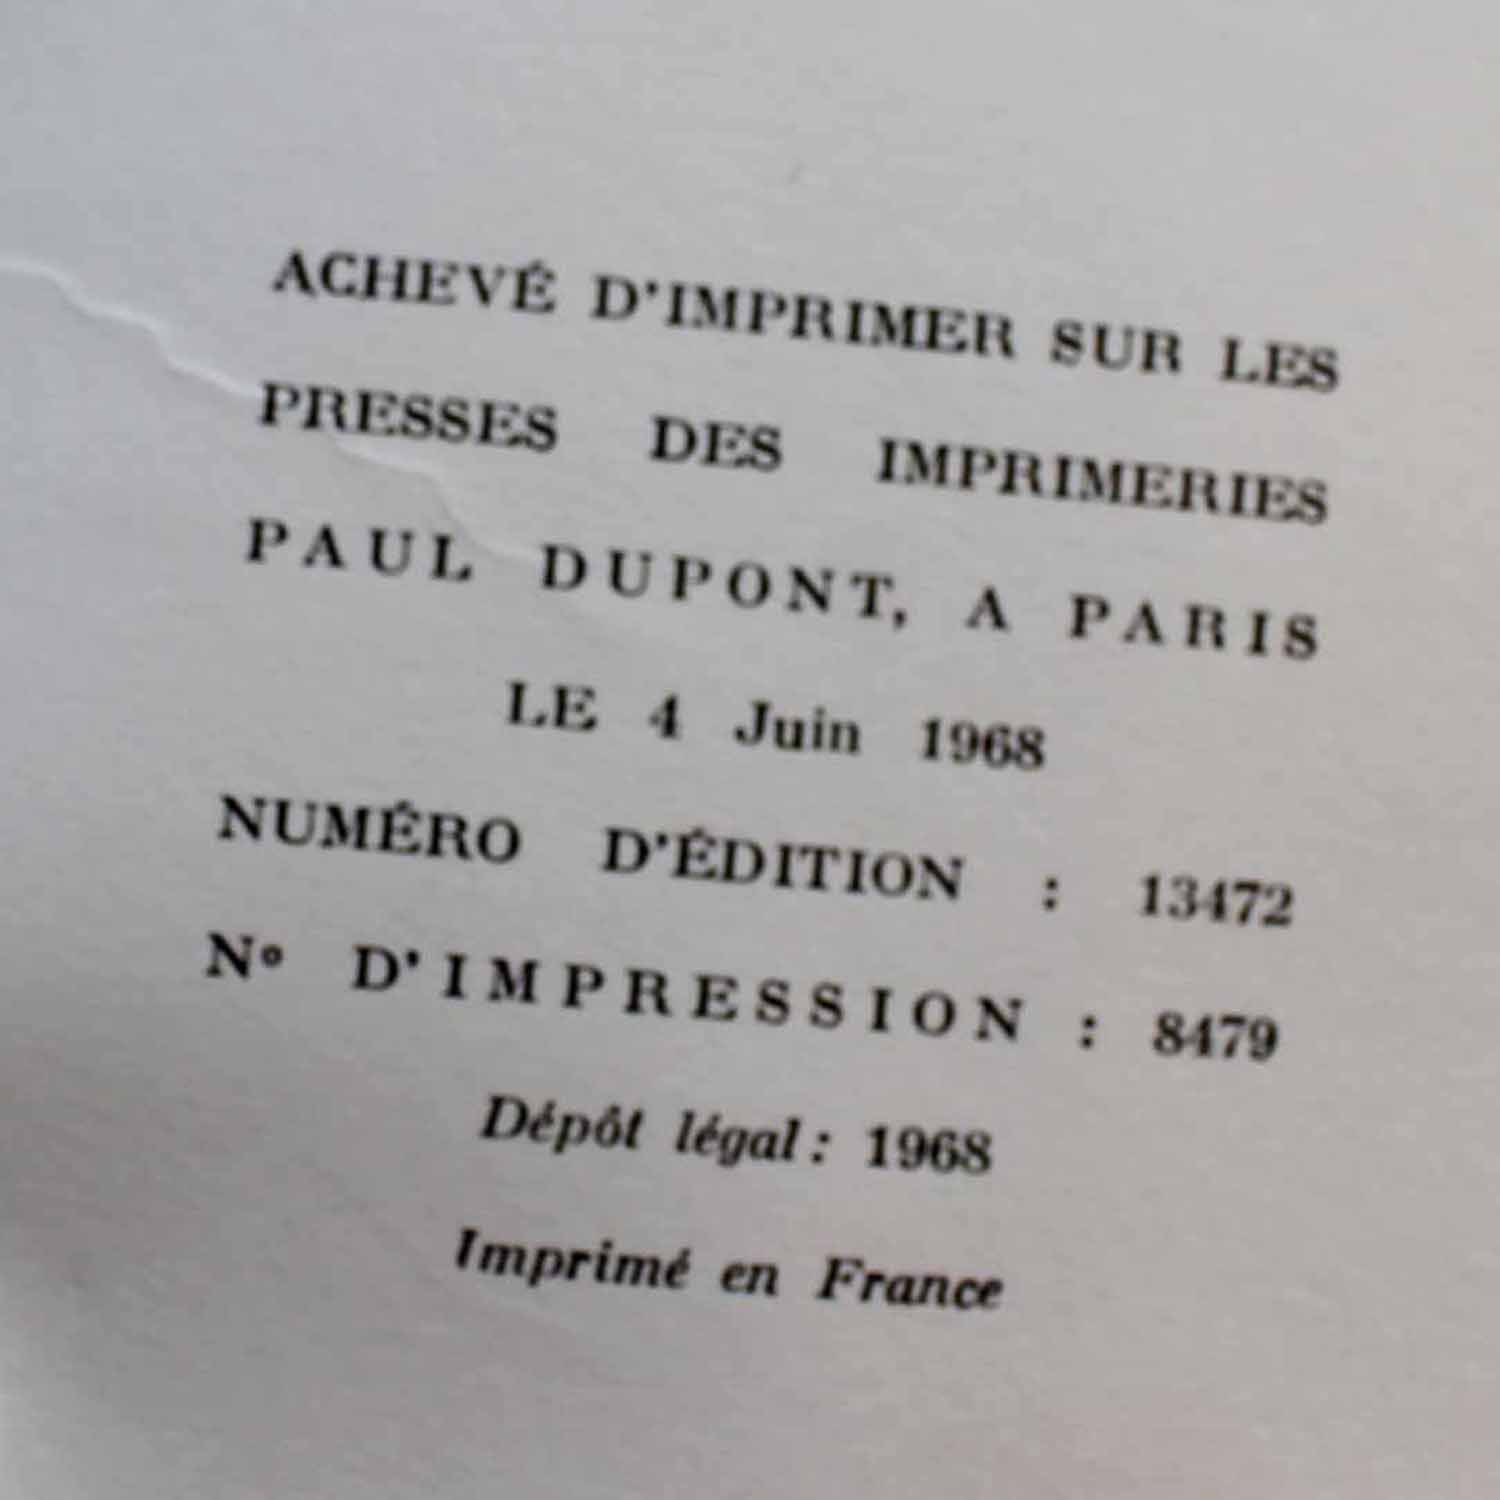 ACHEVÉ D'IMPRIMER SUR LES
PRESSES DES IMPRIMERIES
PAUL DUPONT, A PARIS
LE 4 Juin 1968
NUMÉRO D'ÉDITION : 13472
Nº D'IMPRESSION : 8479
Dépôt légal : 1968
Imprimé en France